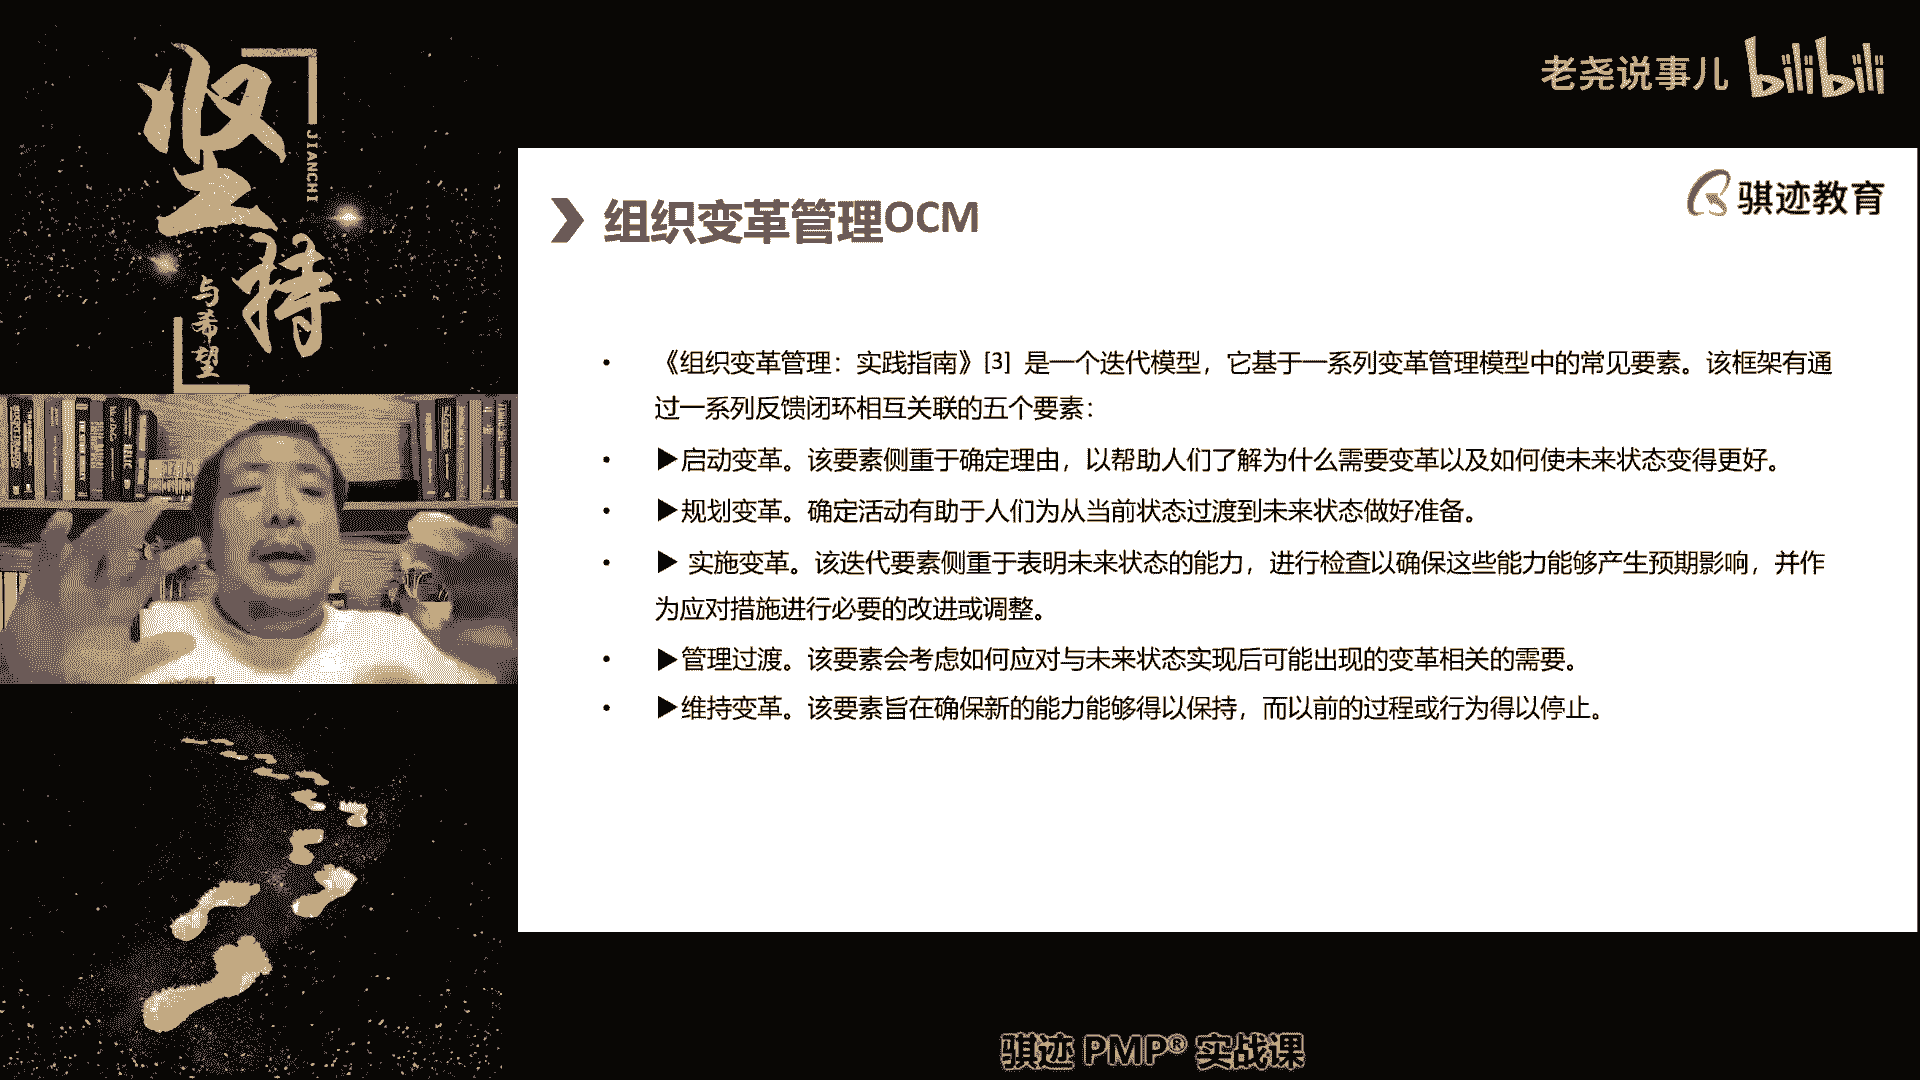 坚持
JIANCHI
与希望
老尧说事儿 bilibili
骐迹教育
组织变革管理OCM
• 《组织变革管理：实践指南》[3] 是一个迭代模型，它基于一系列变革管理模型中的常见要素。该框架有通
过一系列反馈闭环相互关联的五个要素：
• ▶启动变革。该要素侧重于确定理由，以帮助人们了解为什么需要变革以及如何使未来状态变得更好。
• ▶规划变革。确定活动有助于人们为从当前状态过渡到未来状态做好准备。
• ▶ 实施变革。该迭代要素侧重于表明未来状态的能力，进行检查以确保这些能力能够产生预期影响，并作
为应对措施进行必要的改进或调整。
• ▶管理过渡。该要素会考虑如何应对与未来状态实现后可能出现的变革相关的需要。
• ▶维持变革。该要素旨在确保新的能力能够得以保持，而以前的过程或行为得以停止。
骐迹 PMP® 实战课